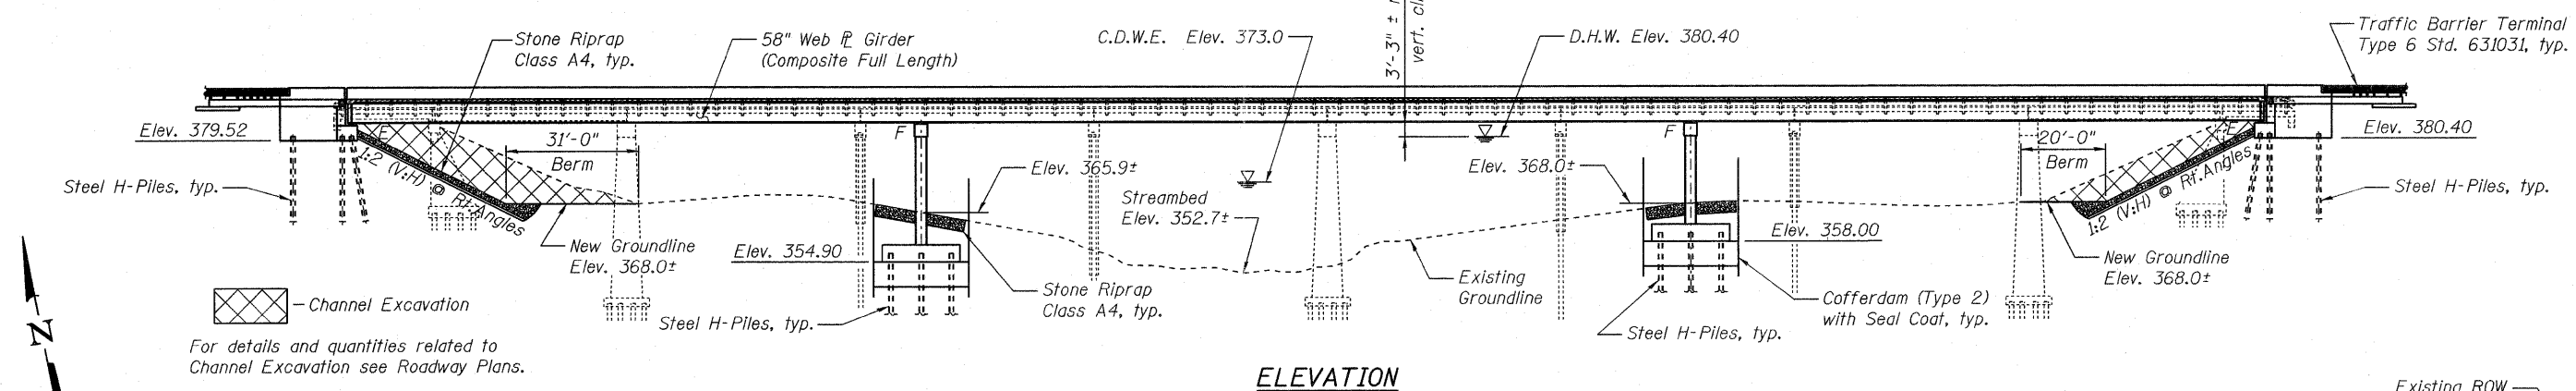 3'-3" ±
vert.
Stone Riprap
Class A4, typ.
58" Web ⅊ Girder
(Composite Full Length)
C.D.W.E. Elev. 373.0
D.H.W. Elev. 380.40
Traffic Barrier Terminal
Type 6 Std. 631031, typ.
Elev. 379.52
E
31'-0"
Berm
F
F
20'-0"
Berm
E
Elev. 380.40
1:2 (V:H) @ Rt. Angles
Elev. 365.9±
Elev. 368.0±
1:2 (V:H) @ Rt. Angles
Steel H-Piles, typ.
Steel H-Piles, typ.
Streambed
Elev. 352.7±
New Groundline
Elev. 368.0±
Elev. 354.90
Elev. 358.00
New Groundline
Elev. 368.0±
Existing
Groundline
Channel Excavation
Stone Riprap
Class A4, typ.
Cofferdam (Type 2)
with Seal Coat, typ.
Steel H-Piles, typ.
Steel H-Piles, typ.
N
For details and quantities related to
Channel Excavation see Roadway Plans.
ELEVATION
Existing ROW